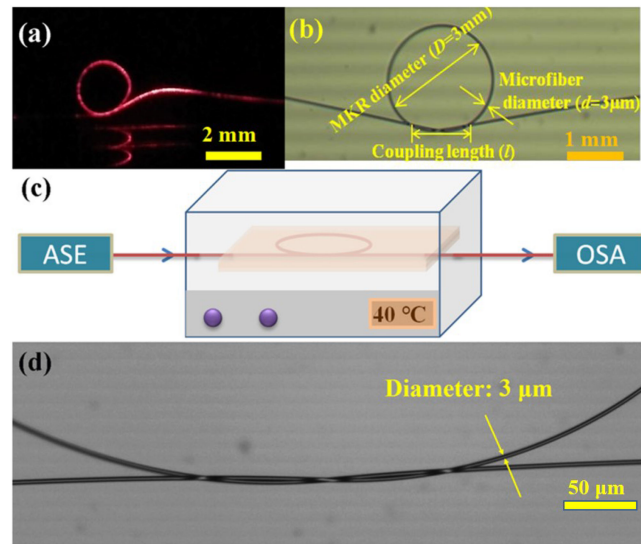 (a)
2 mm
(b)
MKR diameter (D=3mm)
Microfiber
diameter (d=3μm)
Coupling length (l)
1 mm
(c)
ASE
40 °C
OSA
(d)
Diameter: 3 μm
50 μm